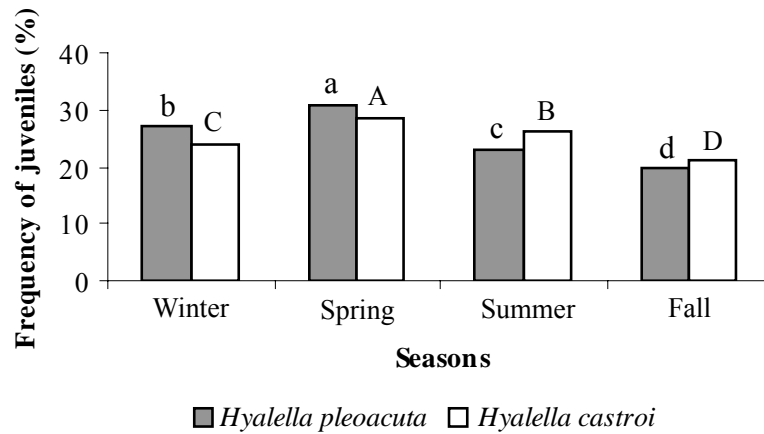 Frequency of juveniles (%)
40
30
20
10
0
b
C
a
A
c
B
d
D
Winter
Spring
Summer
Fall
Seasons
Hyalella pleoacuta
Hyalella castroi